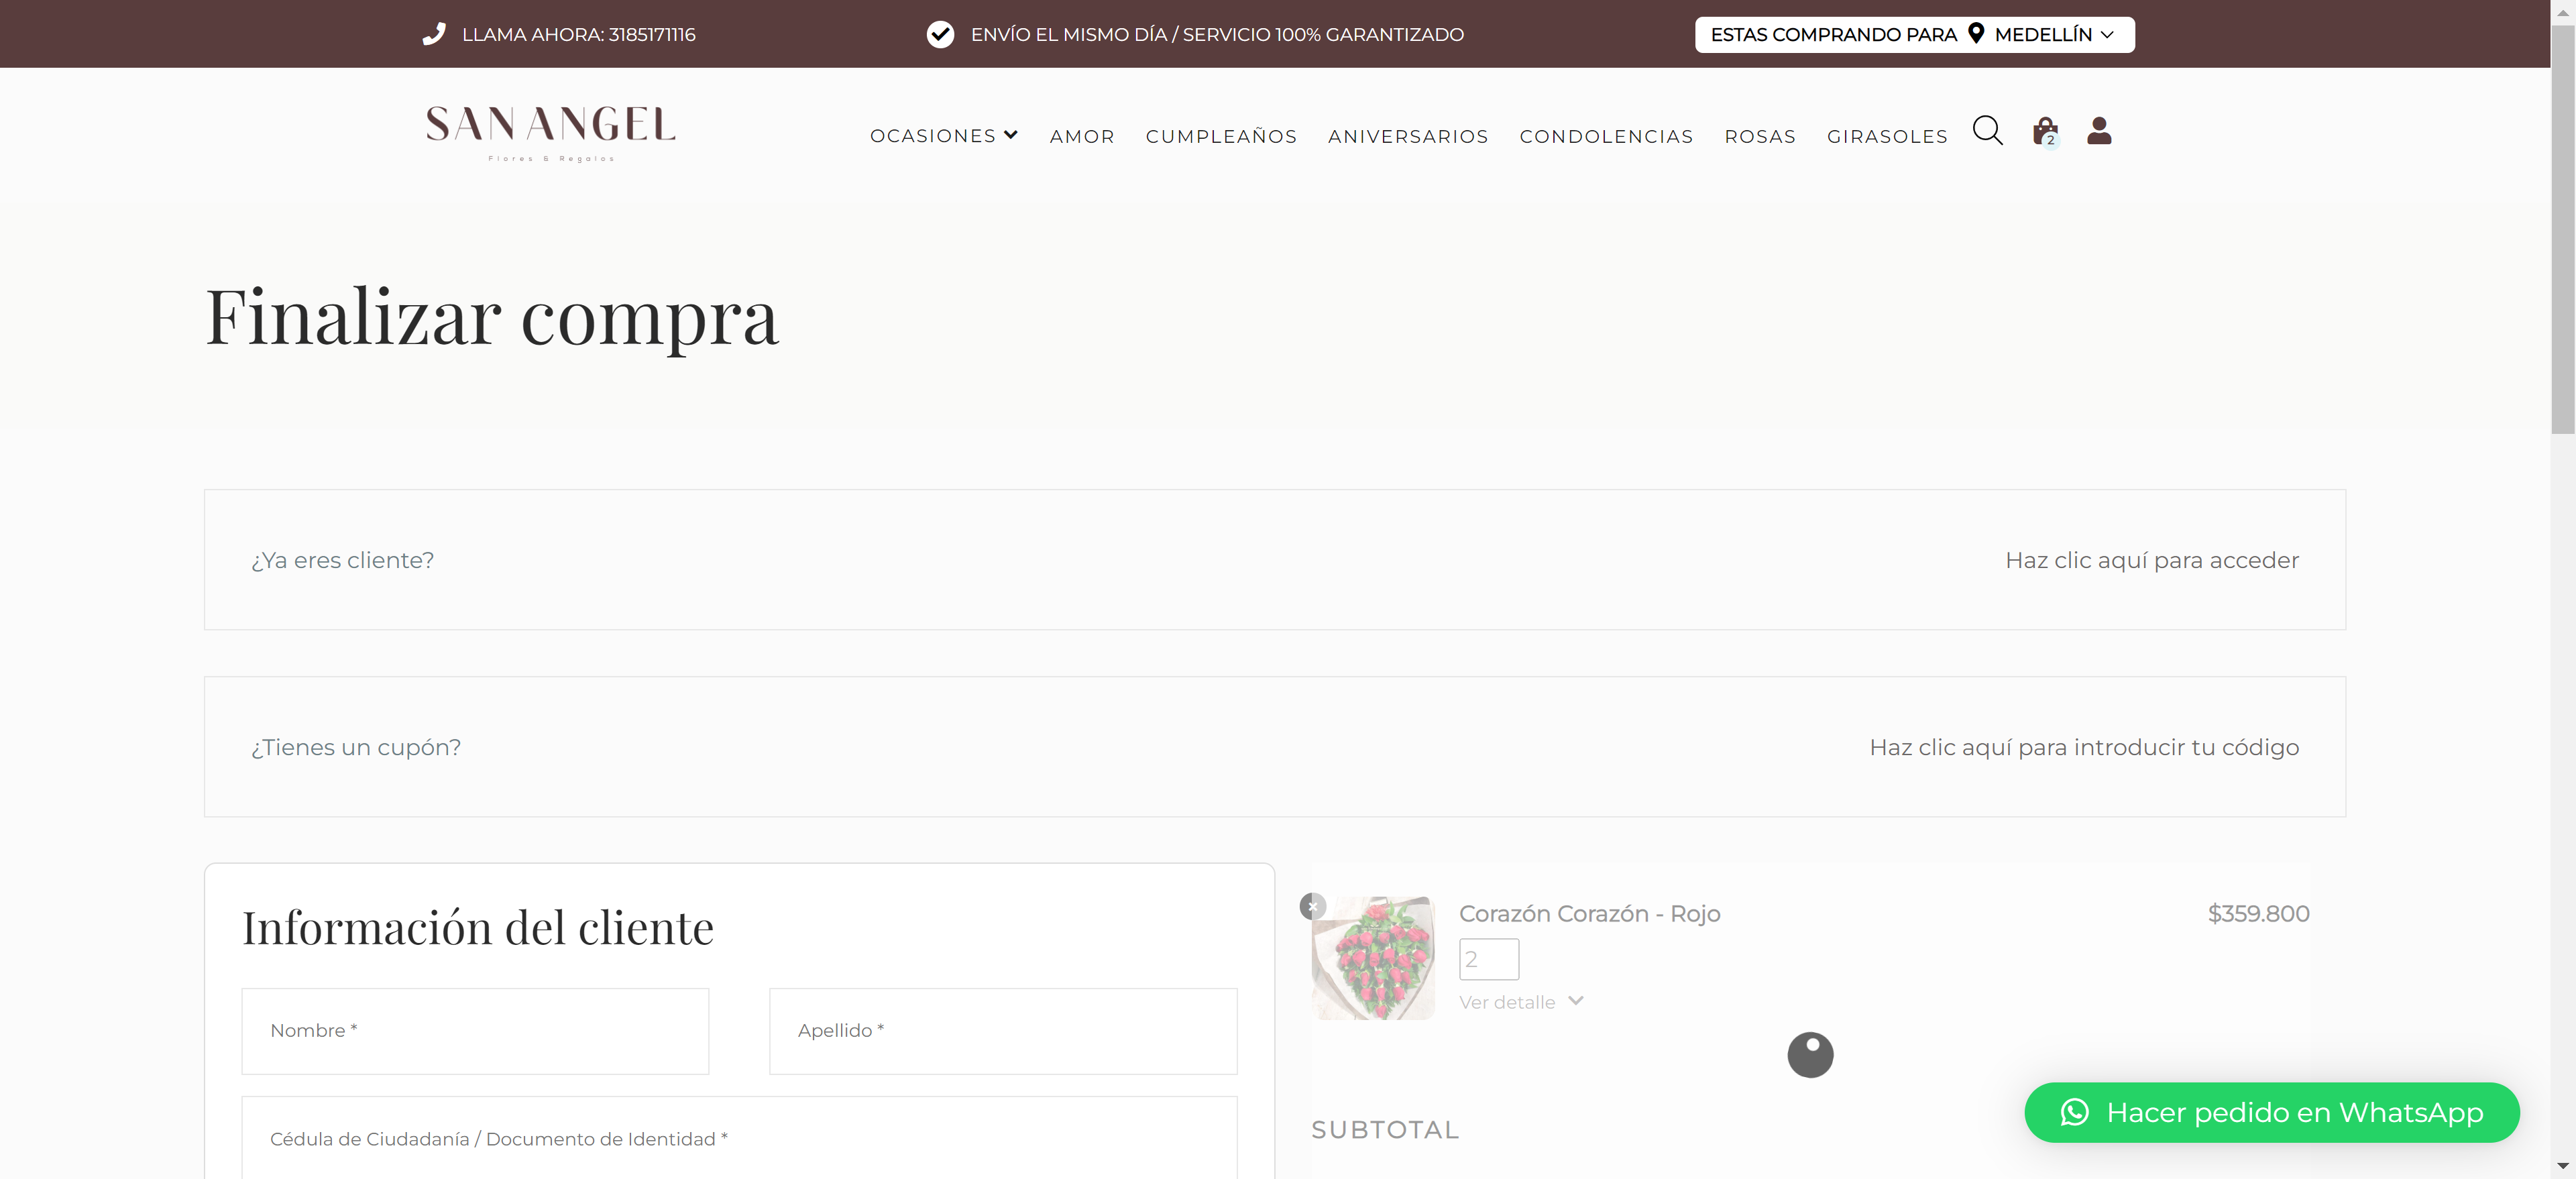 LLAMA AHORA: 3185171116
ENVÍO EL MISMO DÍA / SERVICIO 100% GARANTIZADO
ESTAS COMPRANDO PARA MEDELLÍN
SAN ANGEL
Flores & Regalos
OCASIONES
AMOR
CUMPLEAÑOS
ANIVERSARIOS
CONDOLENCIAS
ROSAS
GIRASOLES
2
Finalizar compra
¿Ya eres cliente?
Haz clic aquí para acceder
¿Tienes un cupón?
Haz clic aquí para introducir tu código
Información del cliente
Nombre *
Apellido *
Cédula de Ciudadanía / Documento de Identidad *
Corazón Corazón - Rojo
$359.800
2
Ver detalle
SUBTOTAL
Hacer pedido en WhatsApp